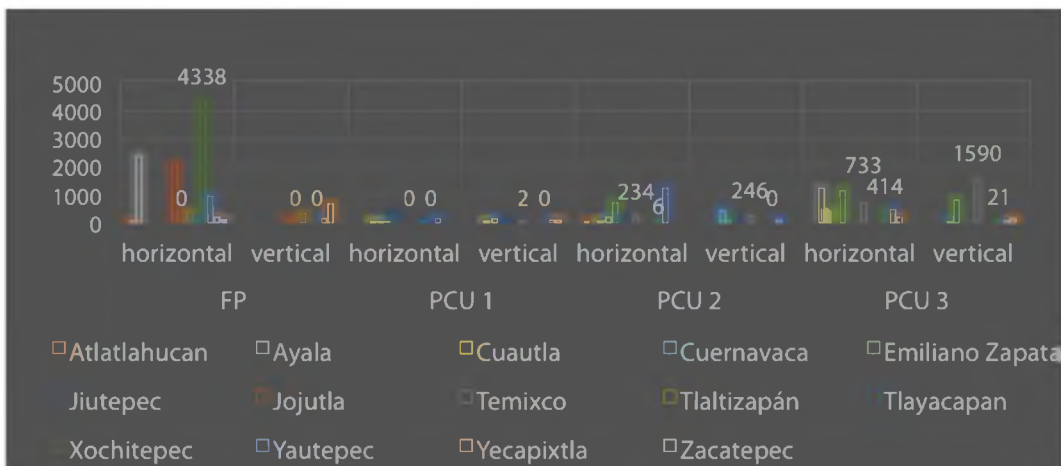 4338
5000
4000
3000
2000
1000
0
0 0 0 0 0 2 0 234 6 246 0 733 414 1590 21
horizontal vertical horizontal vertical horizontal vertical horizontal vertical
FP PCU 1 PCU 2 PCU 3
Atlatlahucan Ayala Cuautla Cuernavaca Emiliano Zapata
Jiutepec Jojutla Temixco Tlaltizapán Tlayacapan
Xochitepec Yautepec Yecapixtla Zacatepec